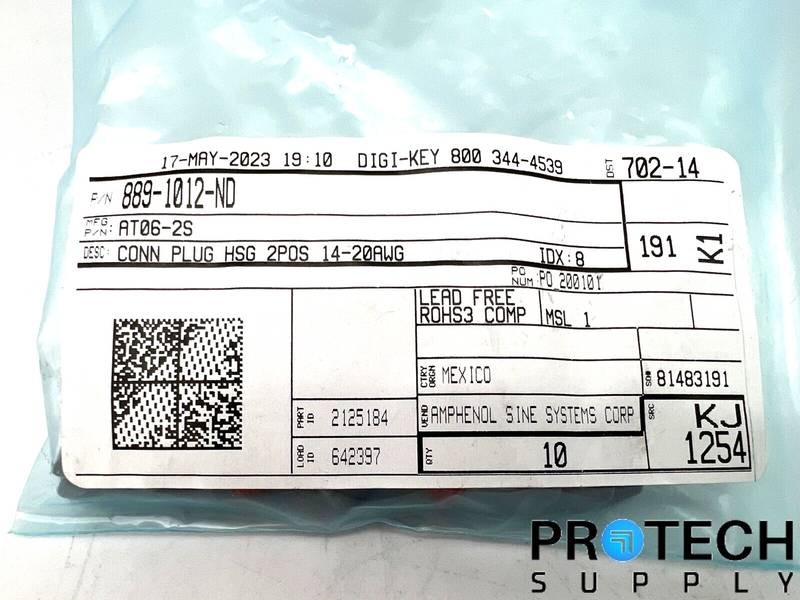 17-MAY-2023 19:10 DIGI-KEY 800 344-4539
DST 702-14
P/N 889-1012-ND
MFG P/N: AT06-2S
191 K1
DESC: CONN PLUG HSG 2POS 14-20AWG IDX:8
PO NUM: PO_200101Y
LEAD FREE
ROHS3 COMP MSL 1
CTRY ORGN MEXICO
SO# 81483191
PART ID 2125184
VEND AMPHENOL SINE SYSTEMS CORP
SRC KJ
1254
LOAD ID 642397
QTY 10
PROTECH
SUPPLY